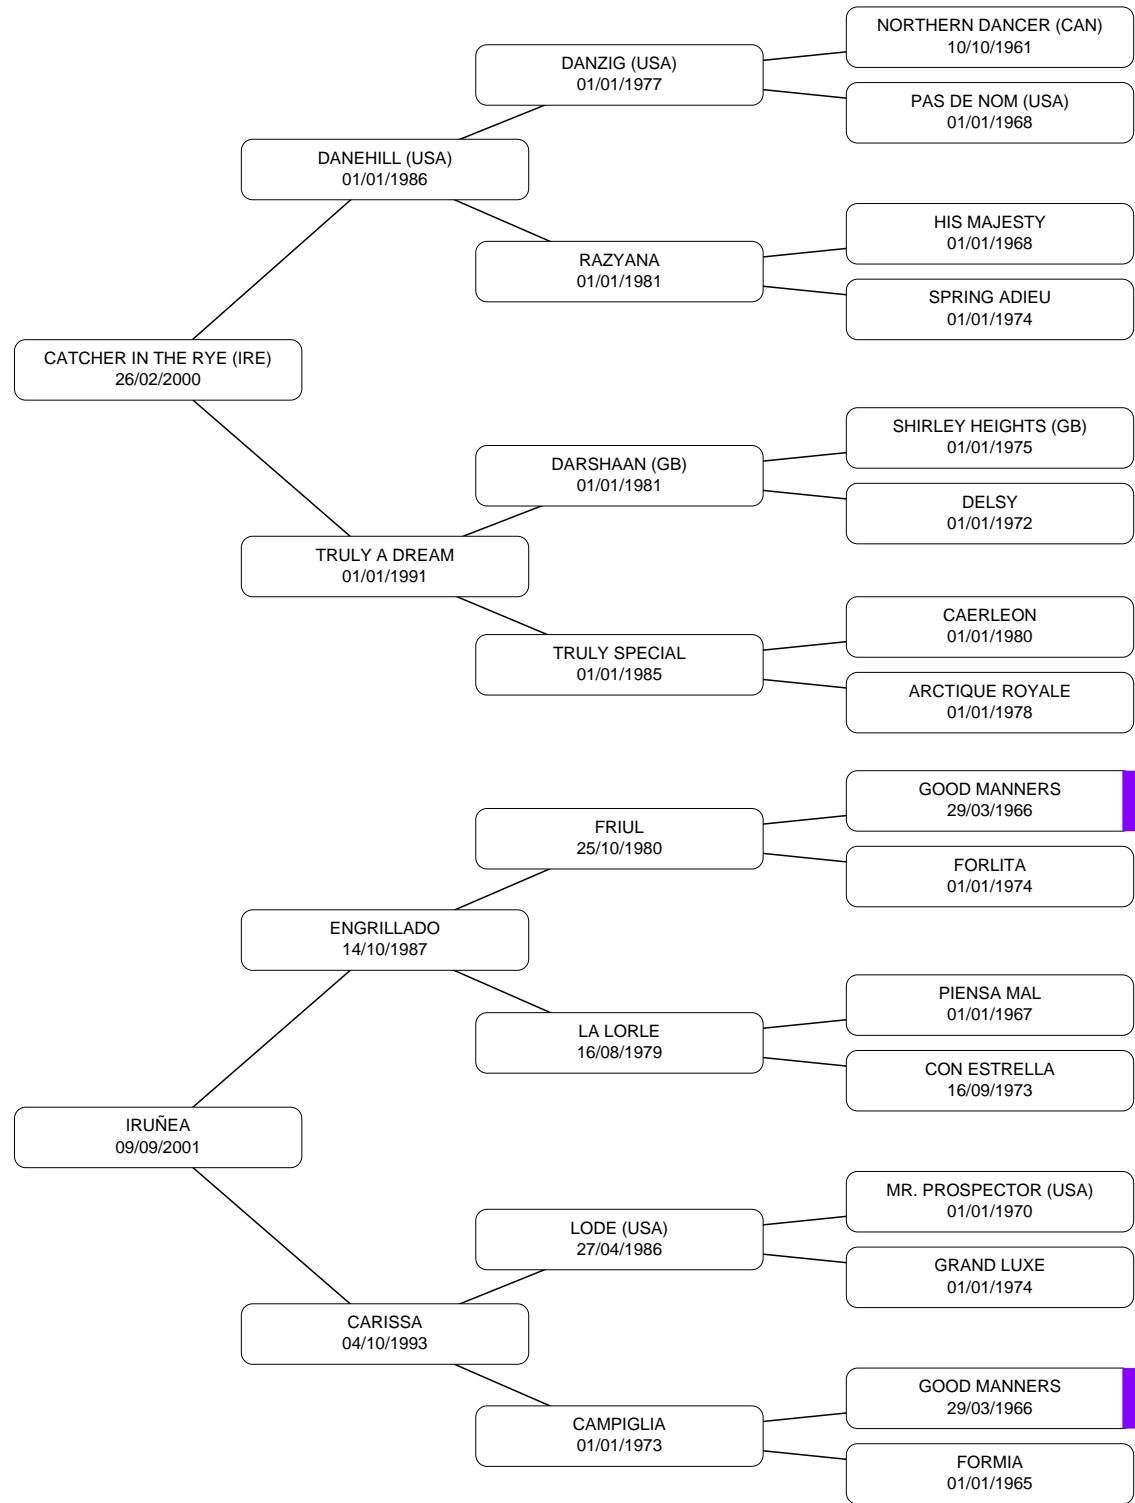 NORTHERN DANCER (CAN)
10/10/1961
DANZIG (USA)
01/01/1977
PAS DE NOM (USA)
01/01/1968
DANEHILL (USA)
01/01/1986
HIS MAJESTY
01/01/1968
RAZYANA
01/01/1981
SPRING ADIEU
01/01/1974
CATCHER IN THE RYE (IRE)
26/02/2000
SHIRLEY HEIGHTS (GB)
01/01/1975
DARSHAAN (GB)
01/01/1981
DELSY
01/01/1972
TRULY A DREAM
01/01/1991
CAERLEON
01/01/1980
TRULY SPECIAL
01/01/1985
ARCTIQUE ROYALE
01/01/1978
GOOD MANNERS
29/03/1966
FRIUL
25/10/1980
FORLITA
01/01/1974
ENGRILLADO
14/10/1987
PIENSA MAL
01/01/1967
LA LORLE
16/08/1979
CON ESTRELLA
16/09/1973
IRUÑEA
09/09/2001
MR. PROSPECTOR (USA)
01/01/1970
LODE (USA)
27/04/1986
GRAND LUXE
01/01/1974
CARISSA
04/10/1993
GOOD MANNERS
29/03/1966
CAMPIGLIA
01/01/1973
FORMIA
01/01/1965